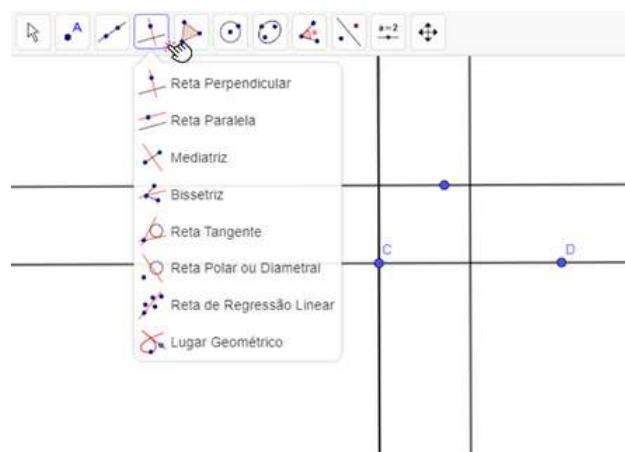 A
a=2
Reta Perpendicular
Reta Paralela
Mediatriz
Bissetriz
Reta Tangente
Reta Polar ou Diametral
Reta de Regressão Linear
Lugar Geométrico
C
D